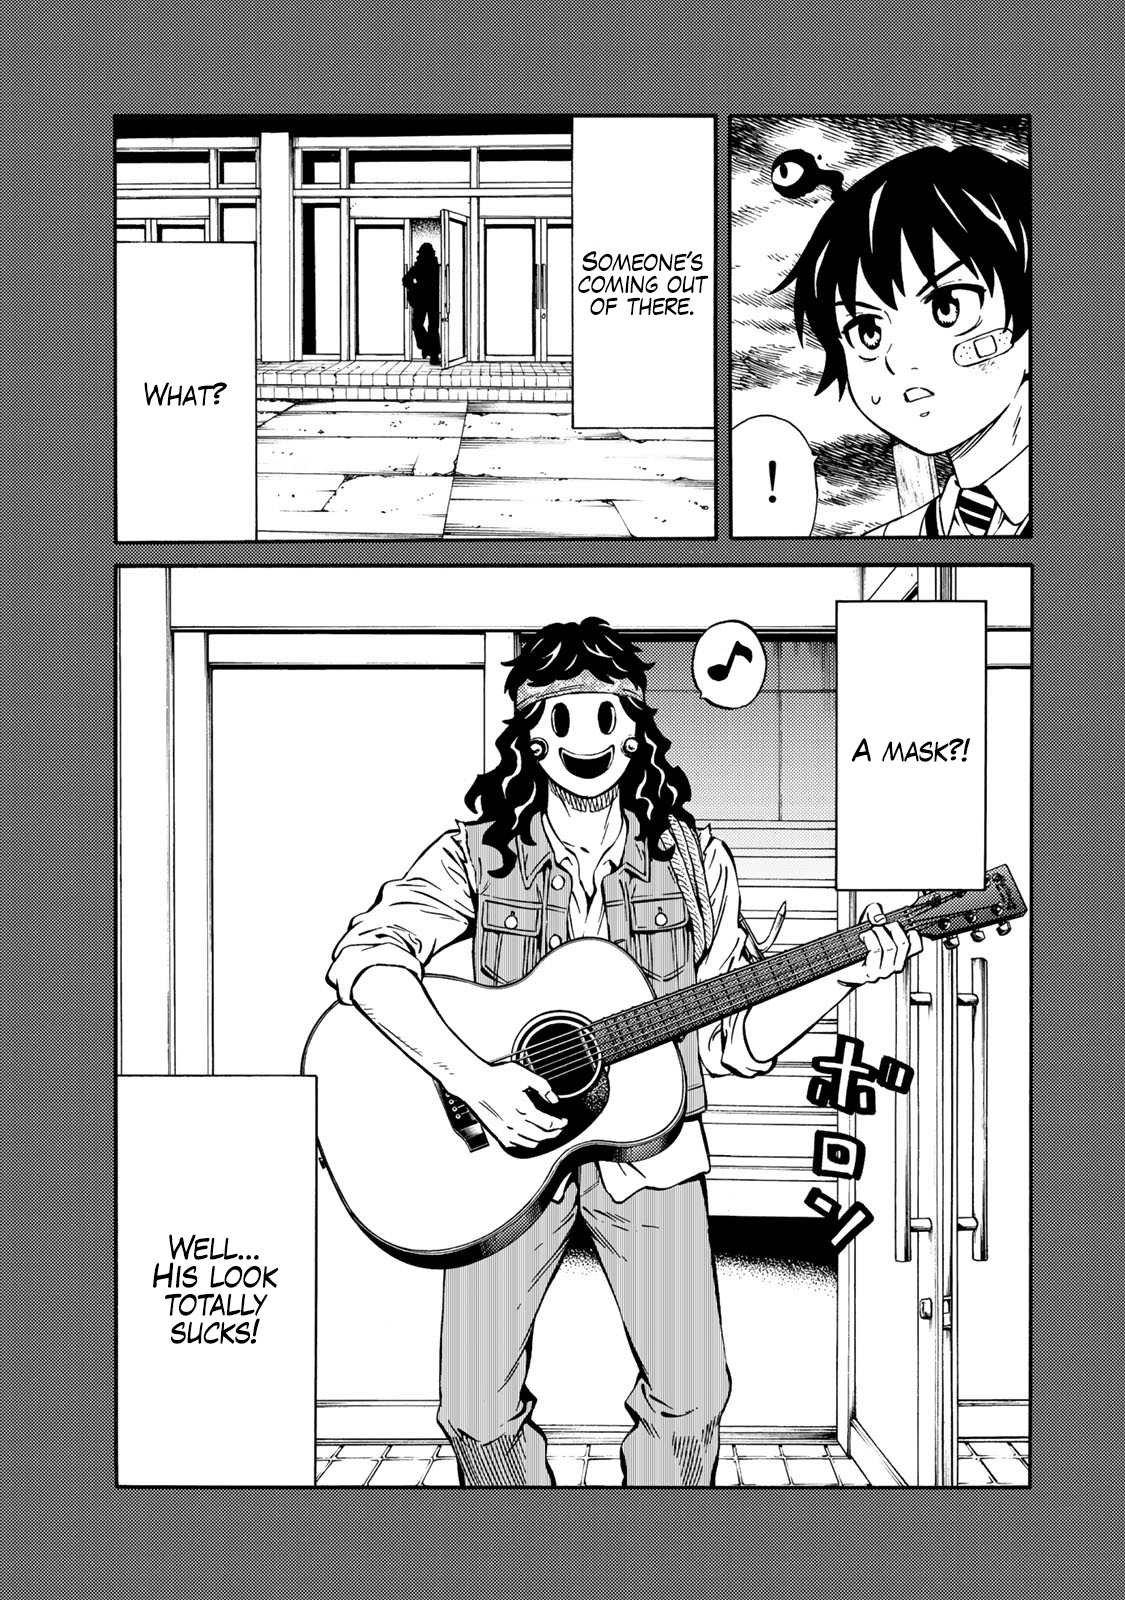 !
SOMEONE'S
COMING OUT
OF THERE.
WHAT?
A MASK?!
ボロン
WELL...
HIS LOOK
TOTALLY
SUCKS!